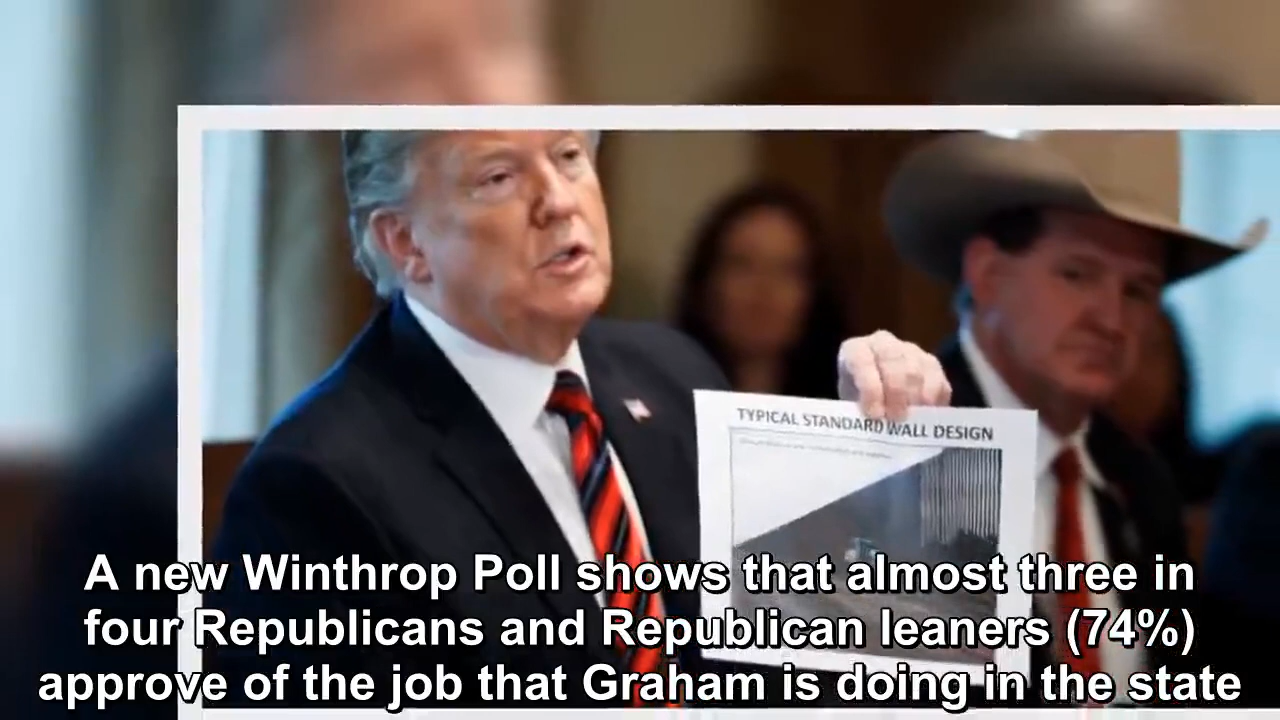 TYPICAL STANDARD WALL DESIGN
A new Winthrop Poll shows that almost three in
four Republicans and Republican leaners (74%)
approve of the job that Graham is doing in the state